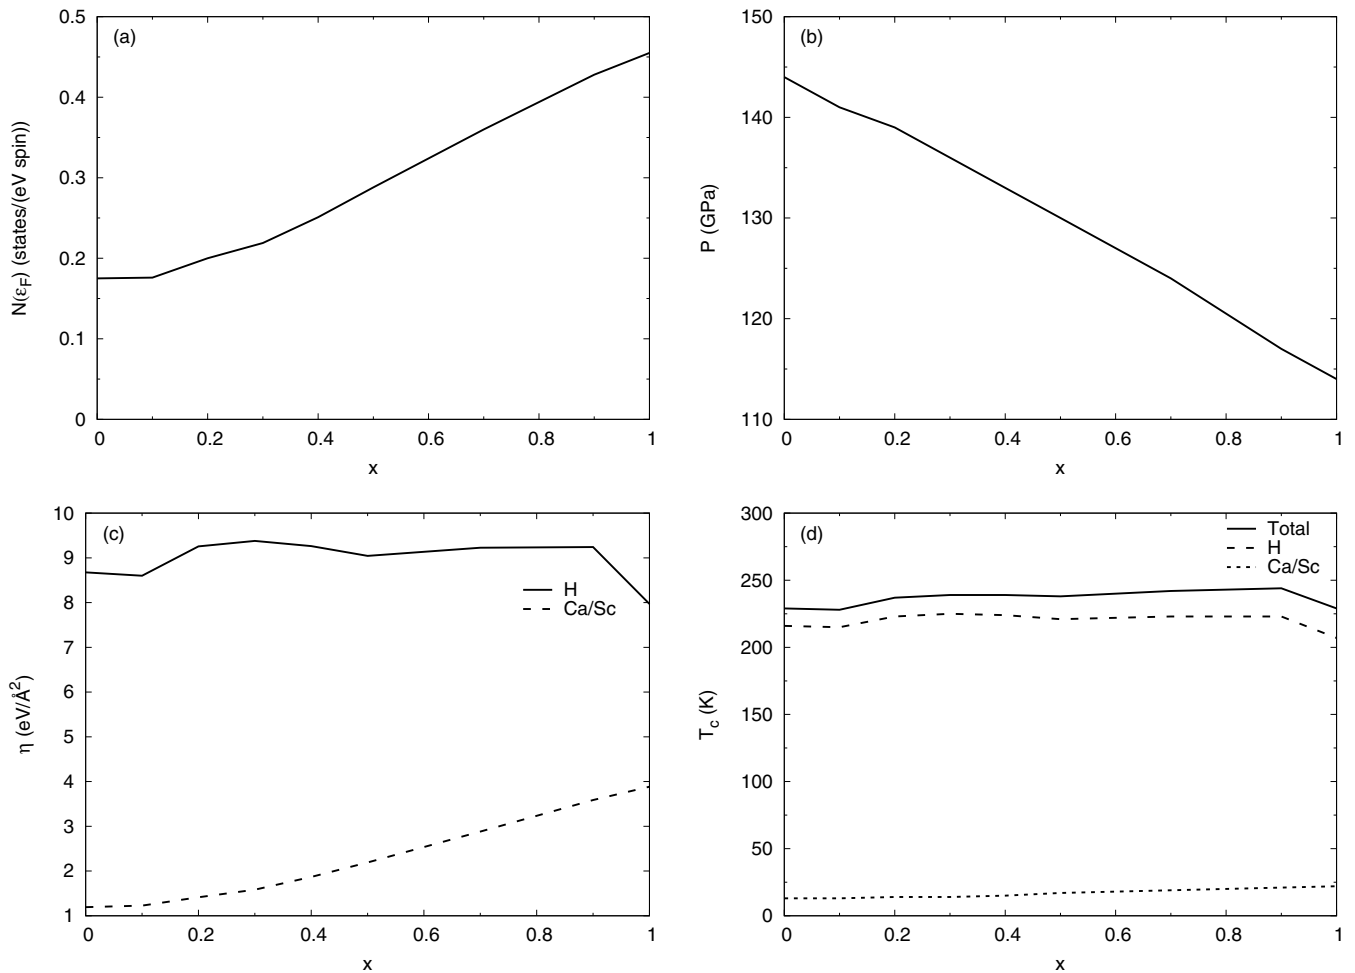 (a)
N(ε_F) (states/(eV spin))
0.5
0.4
0.3
0.2
0.1
0
0 0.2 0.4 0.6 0.8 1
x
(b)
P (GPa)
150
140
130
120
110
0 0.2 0.4 0.6 0.8 1
x
(c)
η (eV/Å²)
10
9
8
7
6
5
4
3
2
1
H
Ca/Sc
0 0.2 0.4 0.6 0.8 1
x
(d)
T_c (K)
300
250
200
150
100
50
0
Total
H
Ca/Sc
0 0.2 0.4 0.6 0.8 1
x